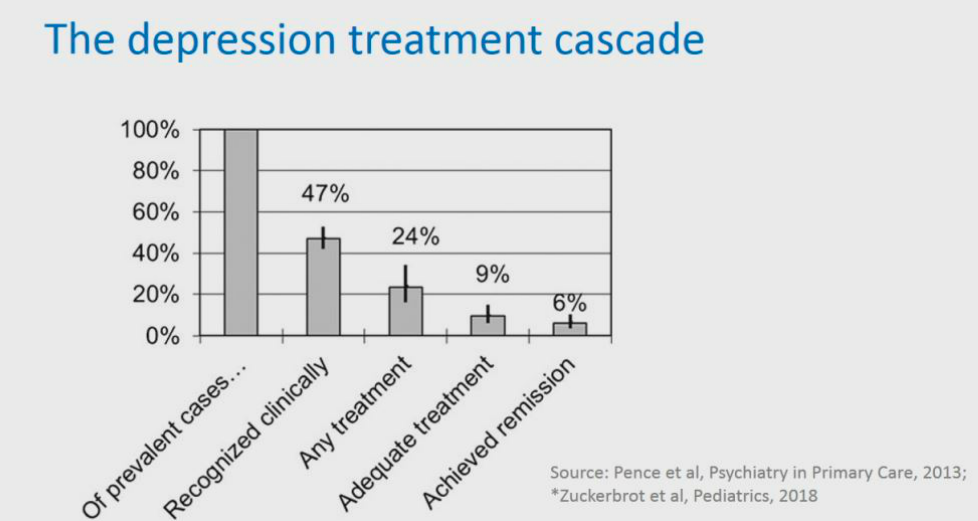 The depression treatment cascade
100%
80%
60%
40%
20%
0%
47%
24%
9%
6%
Of prevalent cases...
Recognized clinically
Any treatment
Adequate treatment
Achieved remission
Source: Pence et al, Psychiatry in Primary Care, 2013;
*Zuckerbrot et al, Pediatrics, 2018